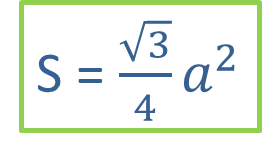 S = √3/4 a²